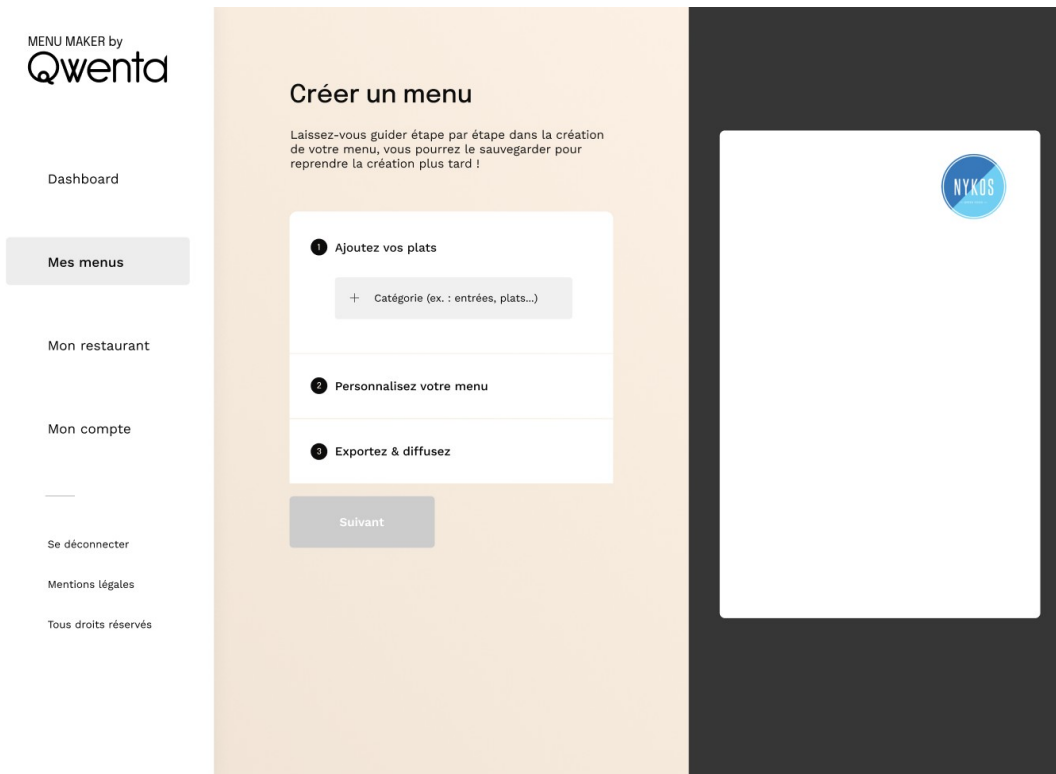 MENU MAKER by
Qwenta
Dashboard
Mes menus
Mon restaurant
Mon compte
Se déconnecter
Mentions légales
Tous droits réservés
Créer un menu
Laissez-vous guider étape par étape dans la création
de votre menu, vous pourrez le sauvegarder pour
reprendre la création plus tard !
1 Ajoutez vos plats
+ Catégorie (ex. : entrées, plats...)
2 Personnalisez votre menu
3 Exportez & diffusez
Suivant
NYKOS